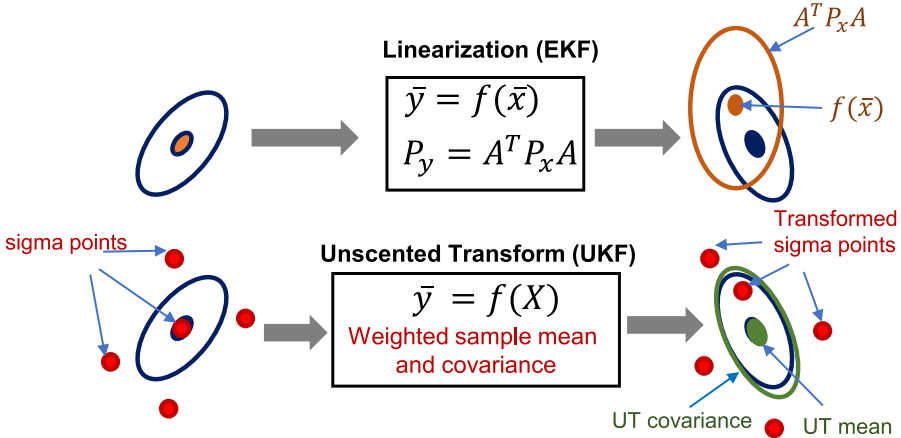 Linearization (EKF)
ȳ = f(x̄)
P_y = A^T P_x A
A^T P_x A
f(x̄)
sigma points
Unscented Transform (UKF)
ȳ = f(X)
Weighted sample mean
and covariance
Transformed
sigma points
UT covariance
UT mean